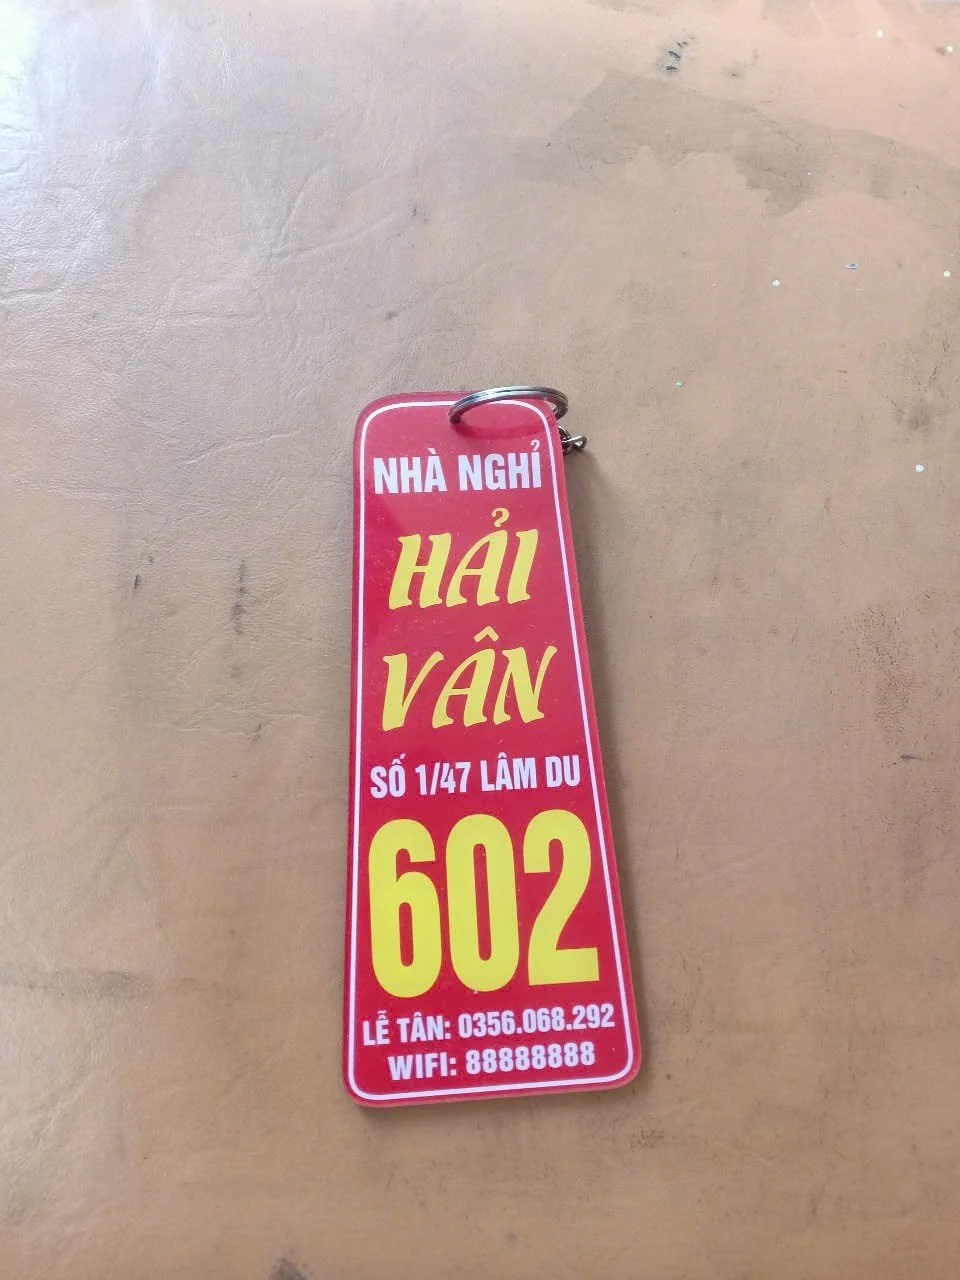 NHÀ NGHỈ
HẢI
VÂN
SỐ 1/47 LÂM DU
602
LỄ TÂN: 0356.068.292
WIFI: 88888888